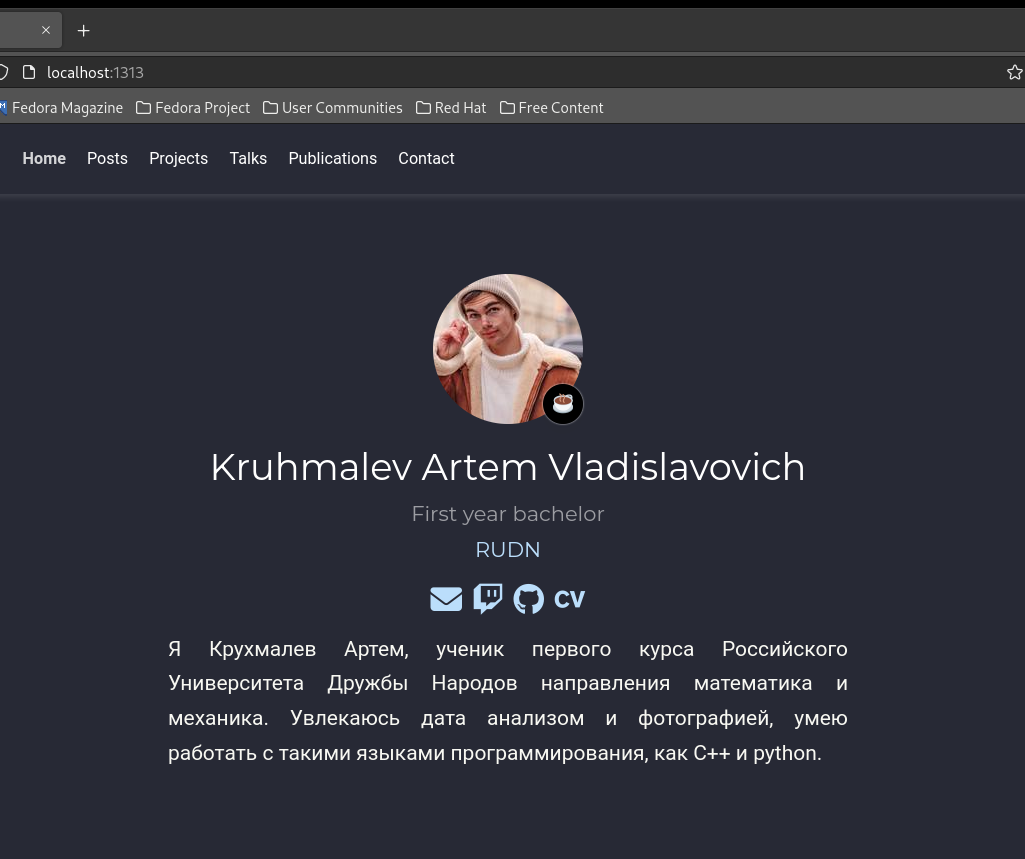 localhost:1313
Fedora Magazine Fedora Project User Communities Red Hat Free Content
Home Posts Projects Talks Publications Contact
Kruhmalev Artem Vladislavovich
First year bachelor
RUDN
CV
Я Крухмалев Артем, ученик первого курса Российского
Университета Дружбы Народов направления математика и
механика. Увлекаюсь дата анализом и фотографией, умею
работать с такими языками программирования, как C++ и python.